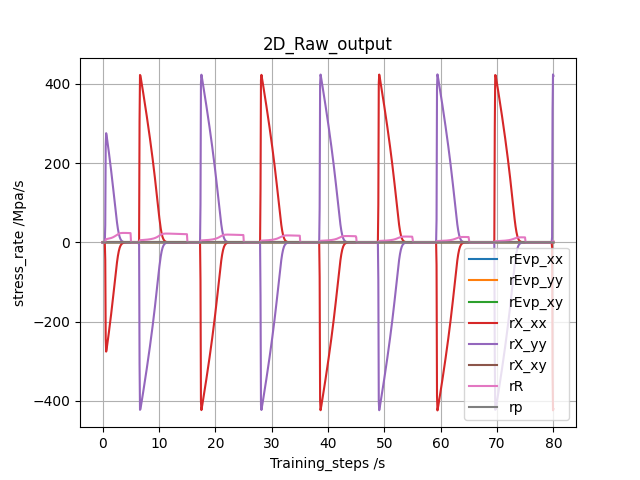 2D_Raw_output
stress_rate /Mpa/s
400
200
0
−200
−400
0 10 20 30 40 50 60 70 80
Training_steps /s
rEvp_xx
rEvp_yy
rEvp_xy
rX_xx
rX_yy
rX_xy
rR
rp